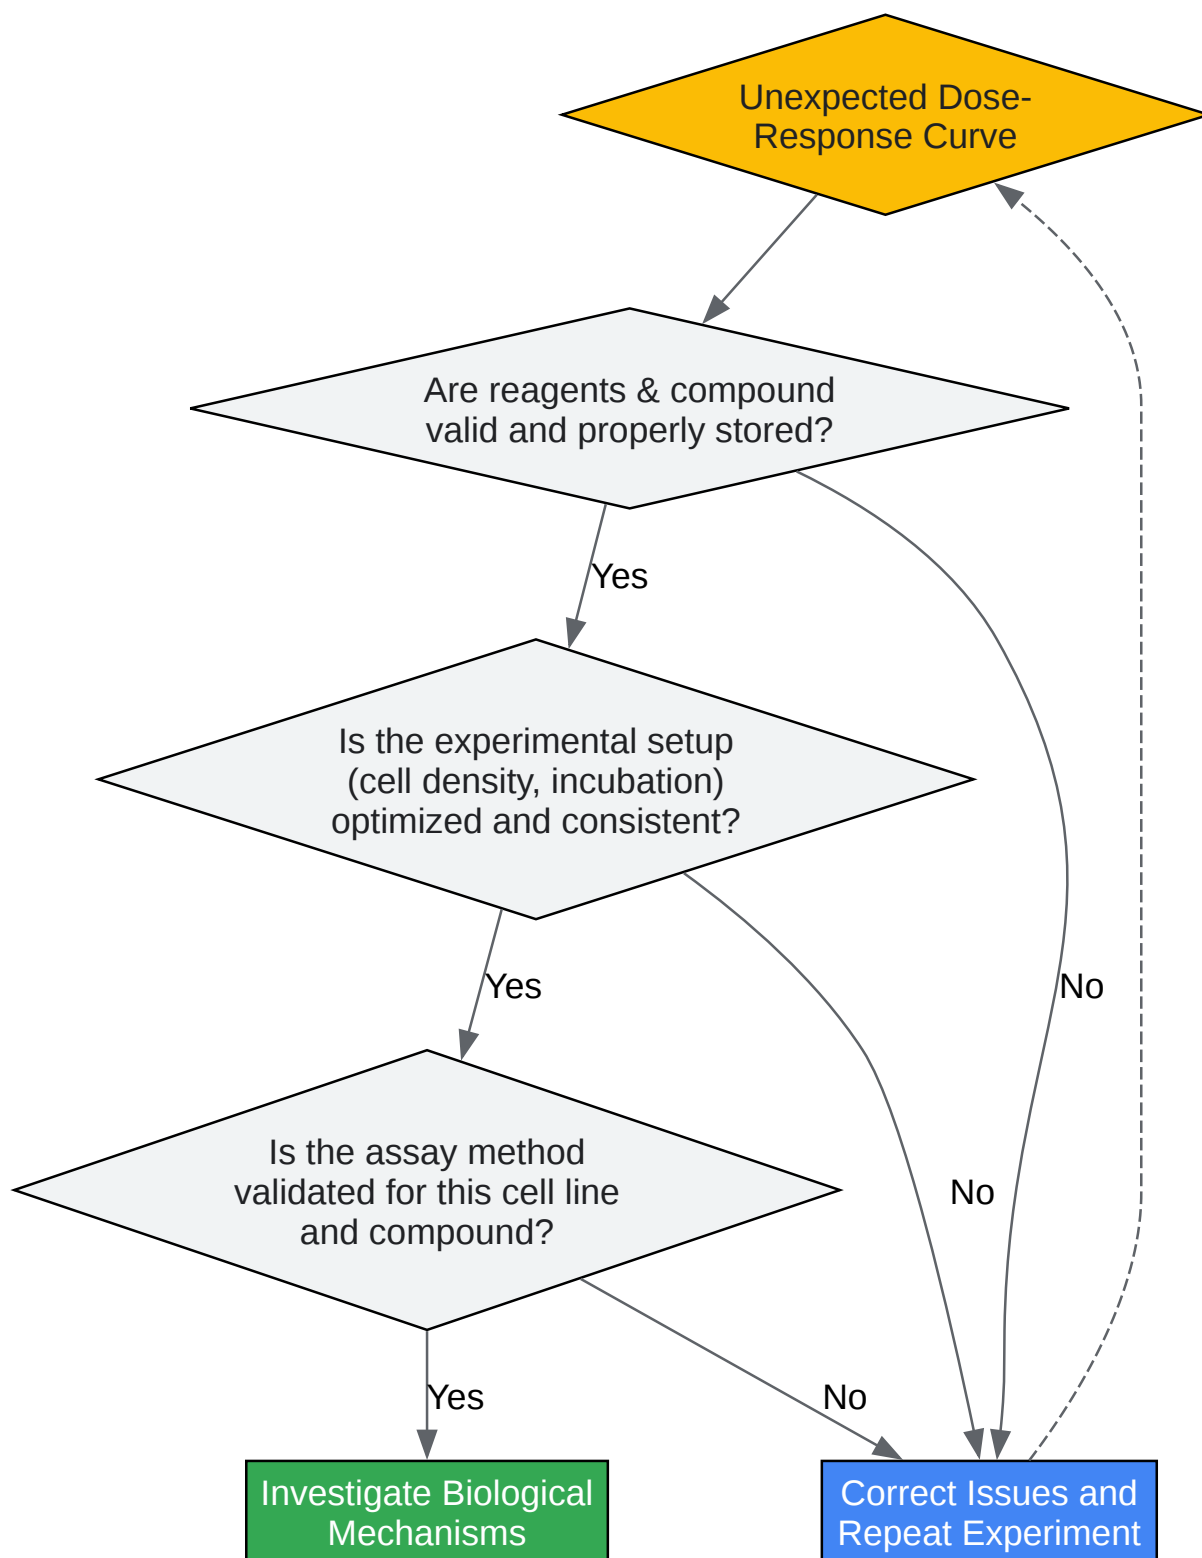 Unexpected Dose-
Response Curve
Are reagents & compound
valid and properly stored?
Yes
Is the experimental setup
(cell density, incubation)
optimized and consistent?
Yes
No
Is the assay method
validated for this cell line
and compound?
No
Yes
No
Investigate Biological
Mechanisms
Correct Issues and
Repeat Experiment